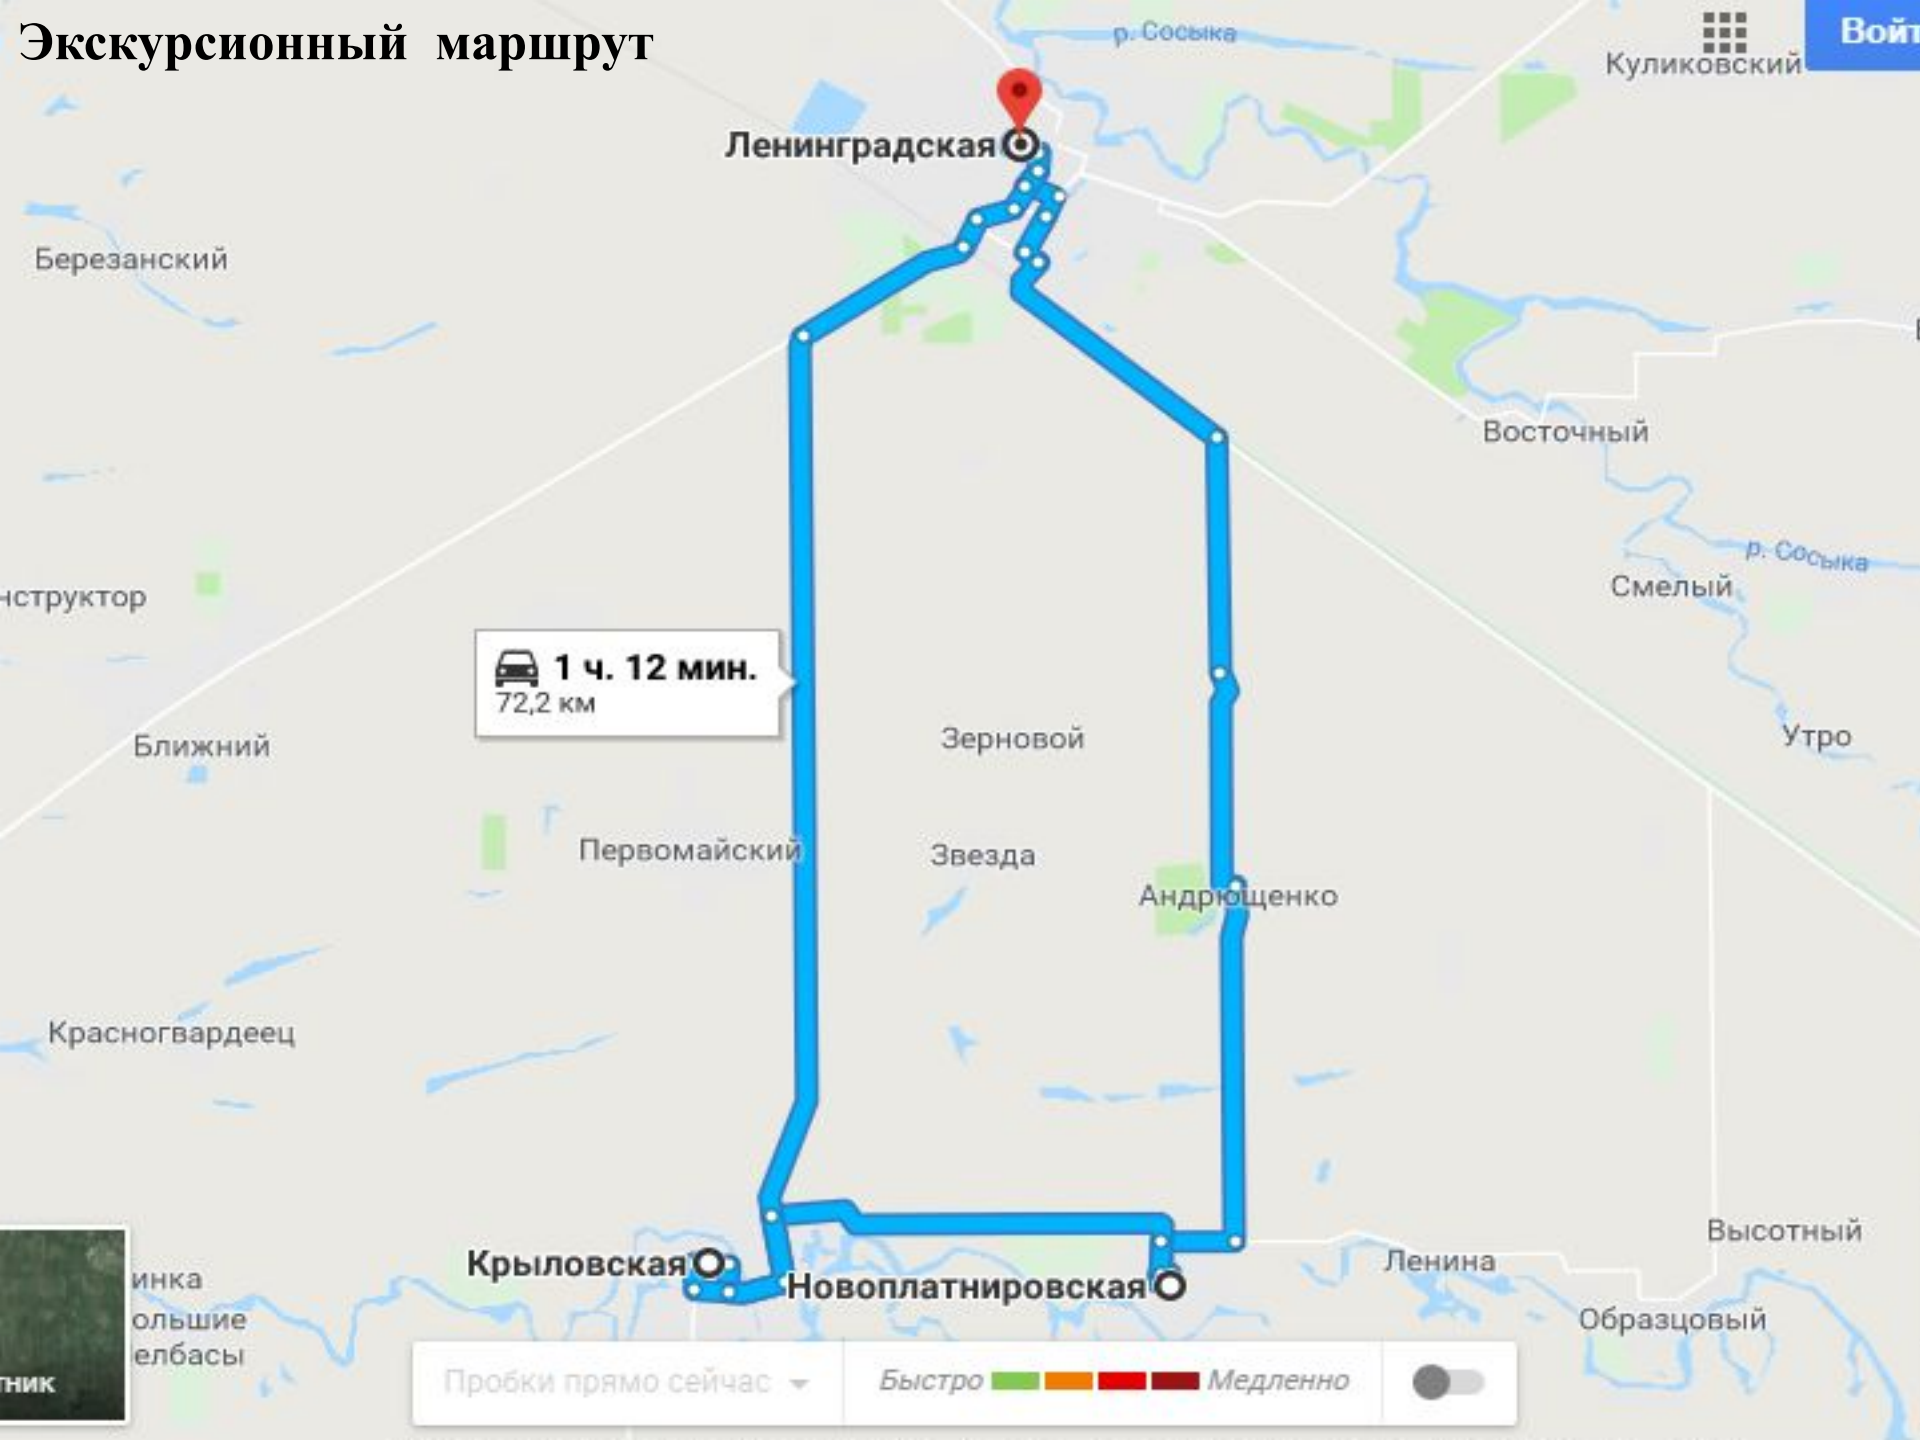 Экскурсионный маршрут
р. Сосыка
Куликовский
Войт
Ленинградская
Березанский
Восточный
р. Сосыка
Смелый
нструктор
1 ч. 12 мин.
72,2 км
Зерновой
Утро
Ближний
Первомайский
Звезда
Андрющенко
Красногвардеец
Высотный
Крыловская
Ленина
инка
Новоплатнировская
ольшие
Образцовый
елбасы
тник
Пробки прямо сейчас
Быстро
Медленно